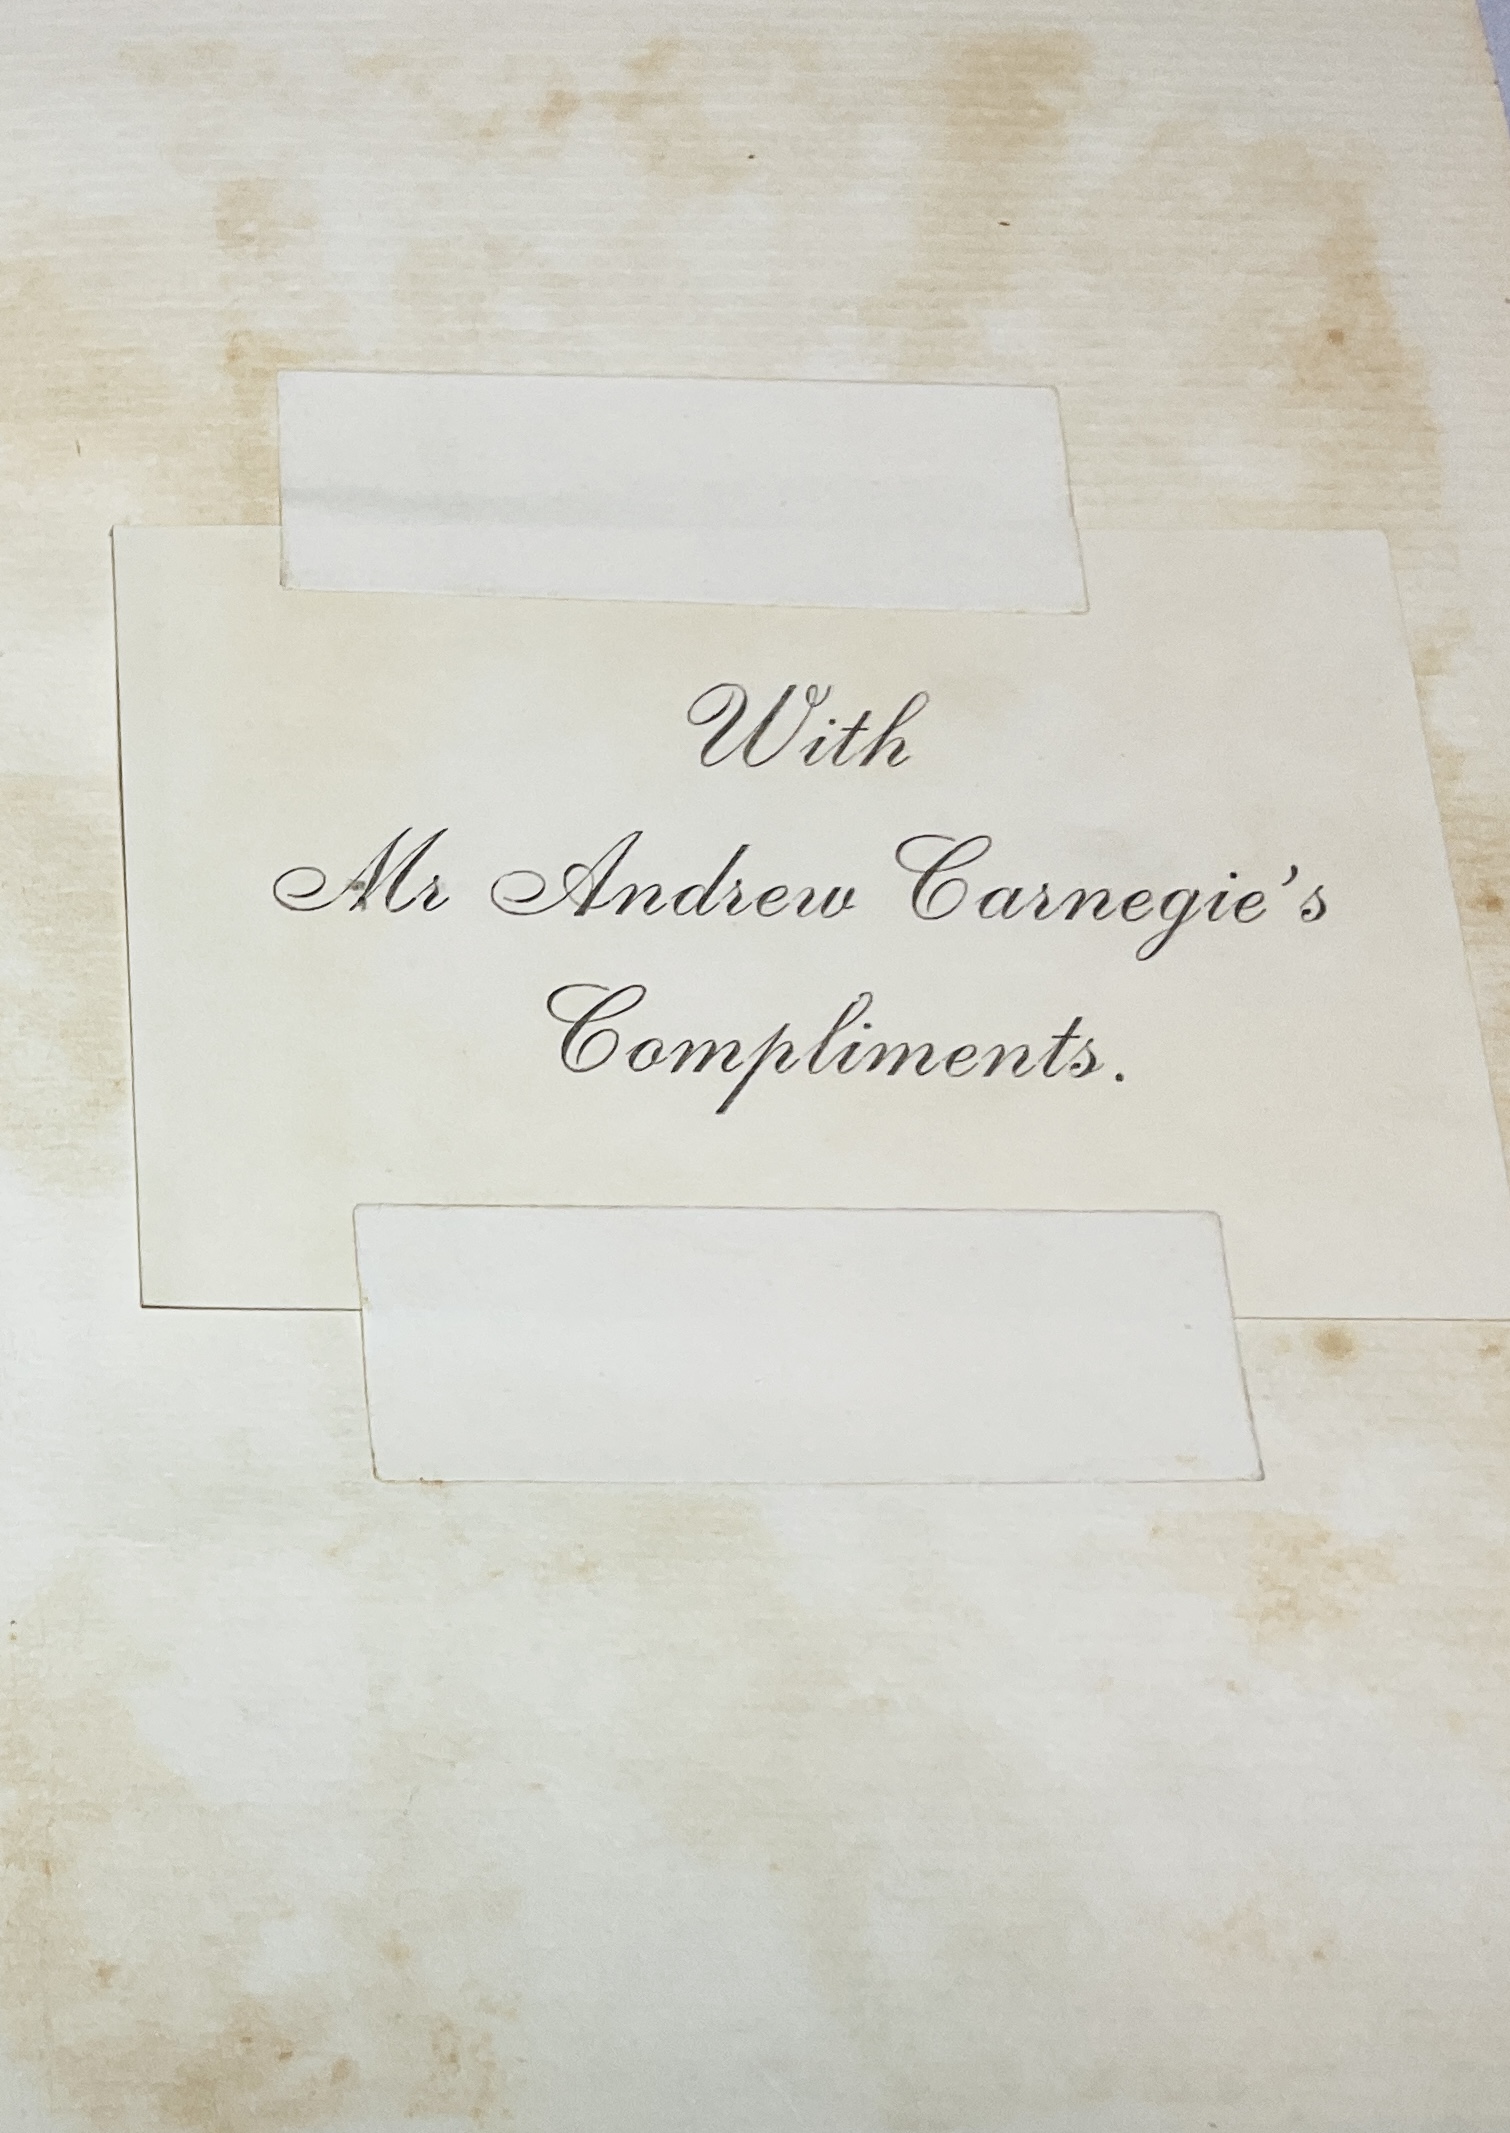 With
Mr Andrew Carnegie's
Compliments.